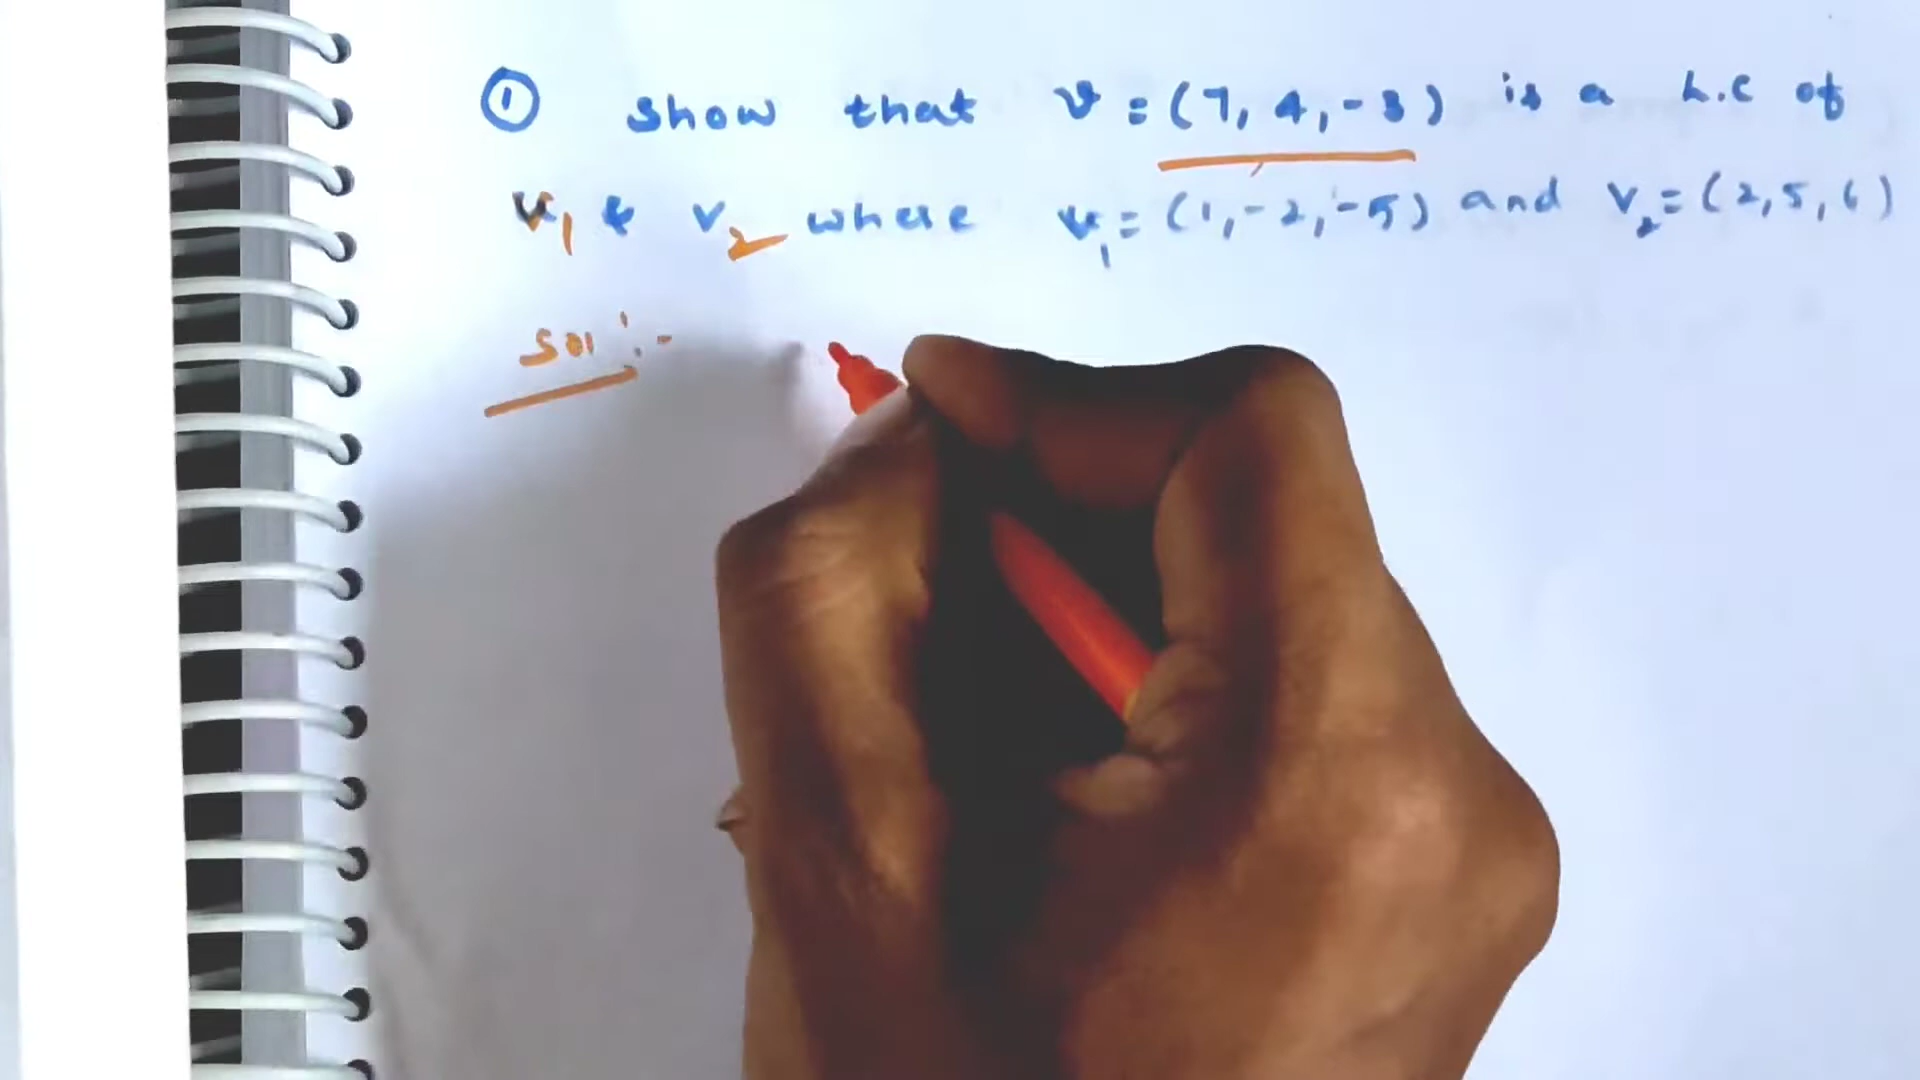 ① Show that v = (7, 4, -3) is a L.C of
v₁ & v₂ where v₁ = (1, -2, -5) and v₂ = (2, 5, 6)
Sol :-